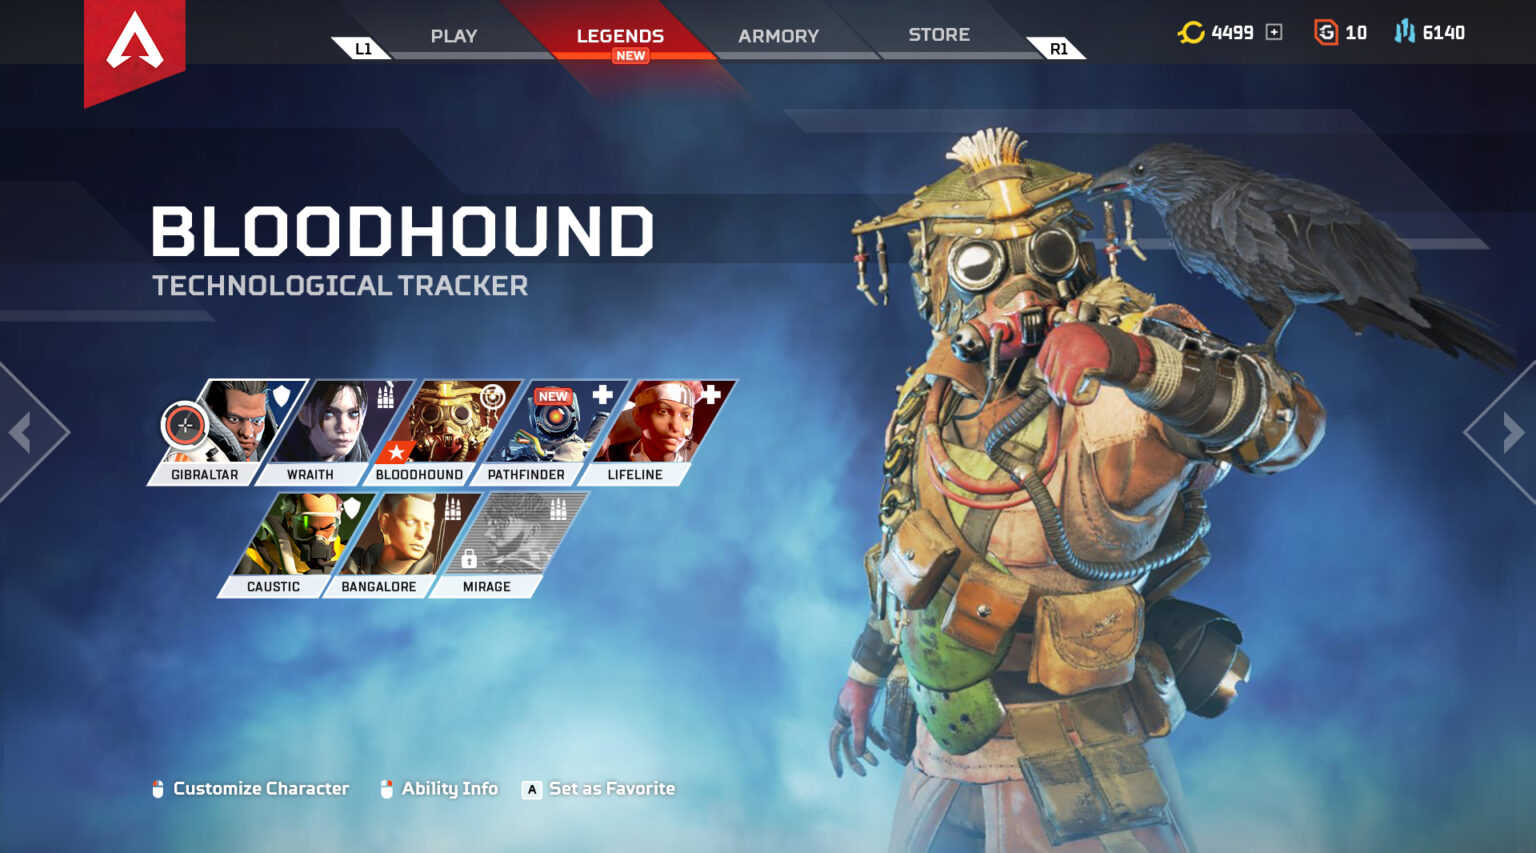 L1
PLAY
LEGENDS
NEW
ARMORY
STORE
R1
4499
10
6140
BLOODHOUND
TECHNOLOGICAL TRACKER
NEW
GIBRALTAR
WRAITH
BLOODHOUND
PATHFINDER
LIFELINE
CAUSTIC
BANGALORE
MIRAGE
Customize Character
Ability Info
A Set as Favorite